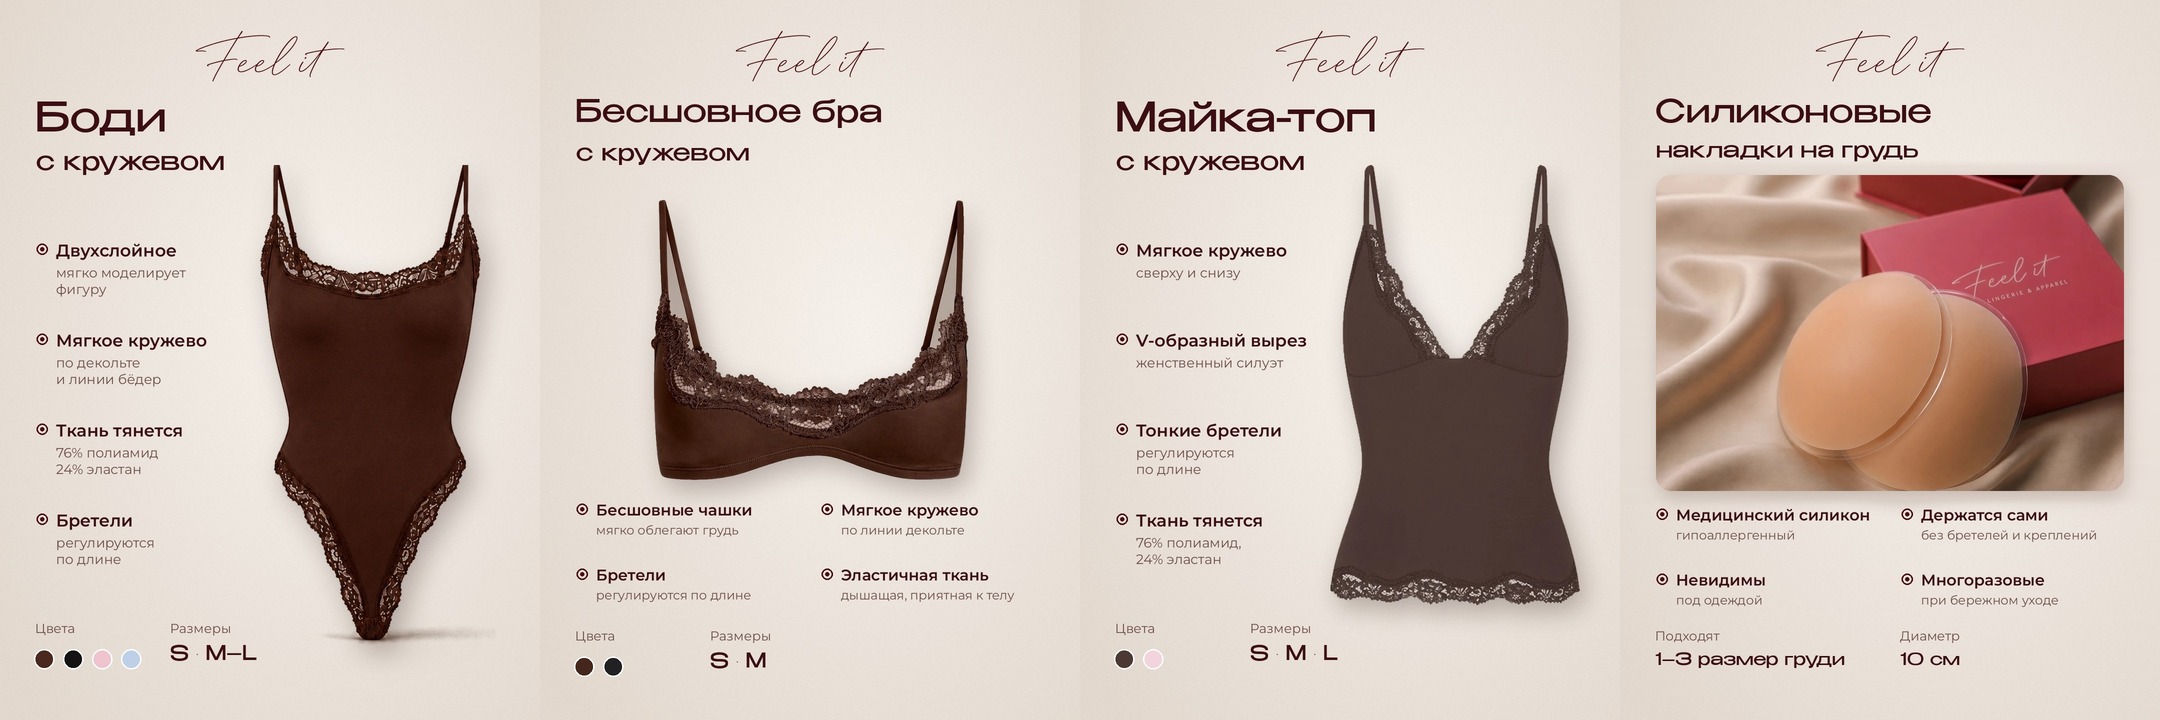 Feel it
Боди
с кружевом
Двухслойное
мягко моделирует
фигуру
Мягкое кружево
по декольте
и линии бёдер
Ткань тянется
76% полиамид
24% эластан
Бретели
регулируются
по длине
Цвета
Размеры
S · M–L
Feel it
Бесшовное бра
с кружевом
Бесшовные чашки
мягко облегают грудь
Мягкое кружево
по линии декольте
Бретели
регулируются по длине
Эластичная ткань
дышащая, приятная к телу
Цвета
Размеры
S · M
Feel it
Майка-топ
с кружевом
Мягкое кружево
сверху и снизу
V-образный вырез
женственный силуэт
Тонкие бретели
регулируются
по длине
Ткань тянется
76% полиамид,
24% эластан
Цвета
Размеры
S · M · L
Feel it
Силиконовые
накладки на грудь
Feel it
LINGERIE & APPAREL
Медицинский силикон
гипоаллергенный
Держатся сами
без бретелей и креплений
Невидимы
под одеждой
Многоразовые
при бережном уходе
Подходят
1–3 размер груди
Диаметр
10 см